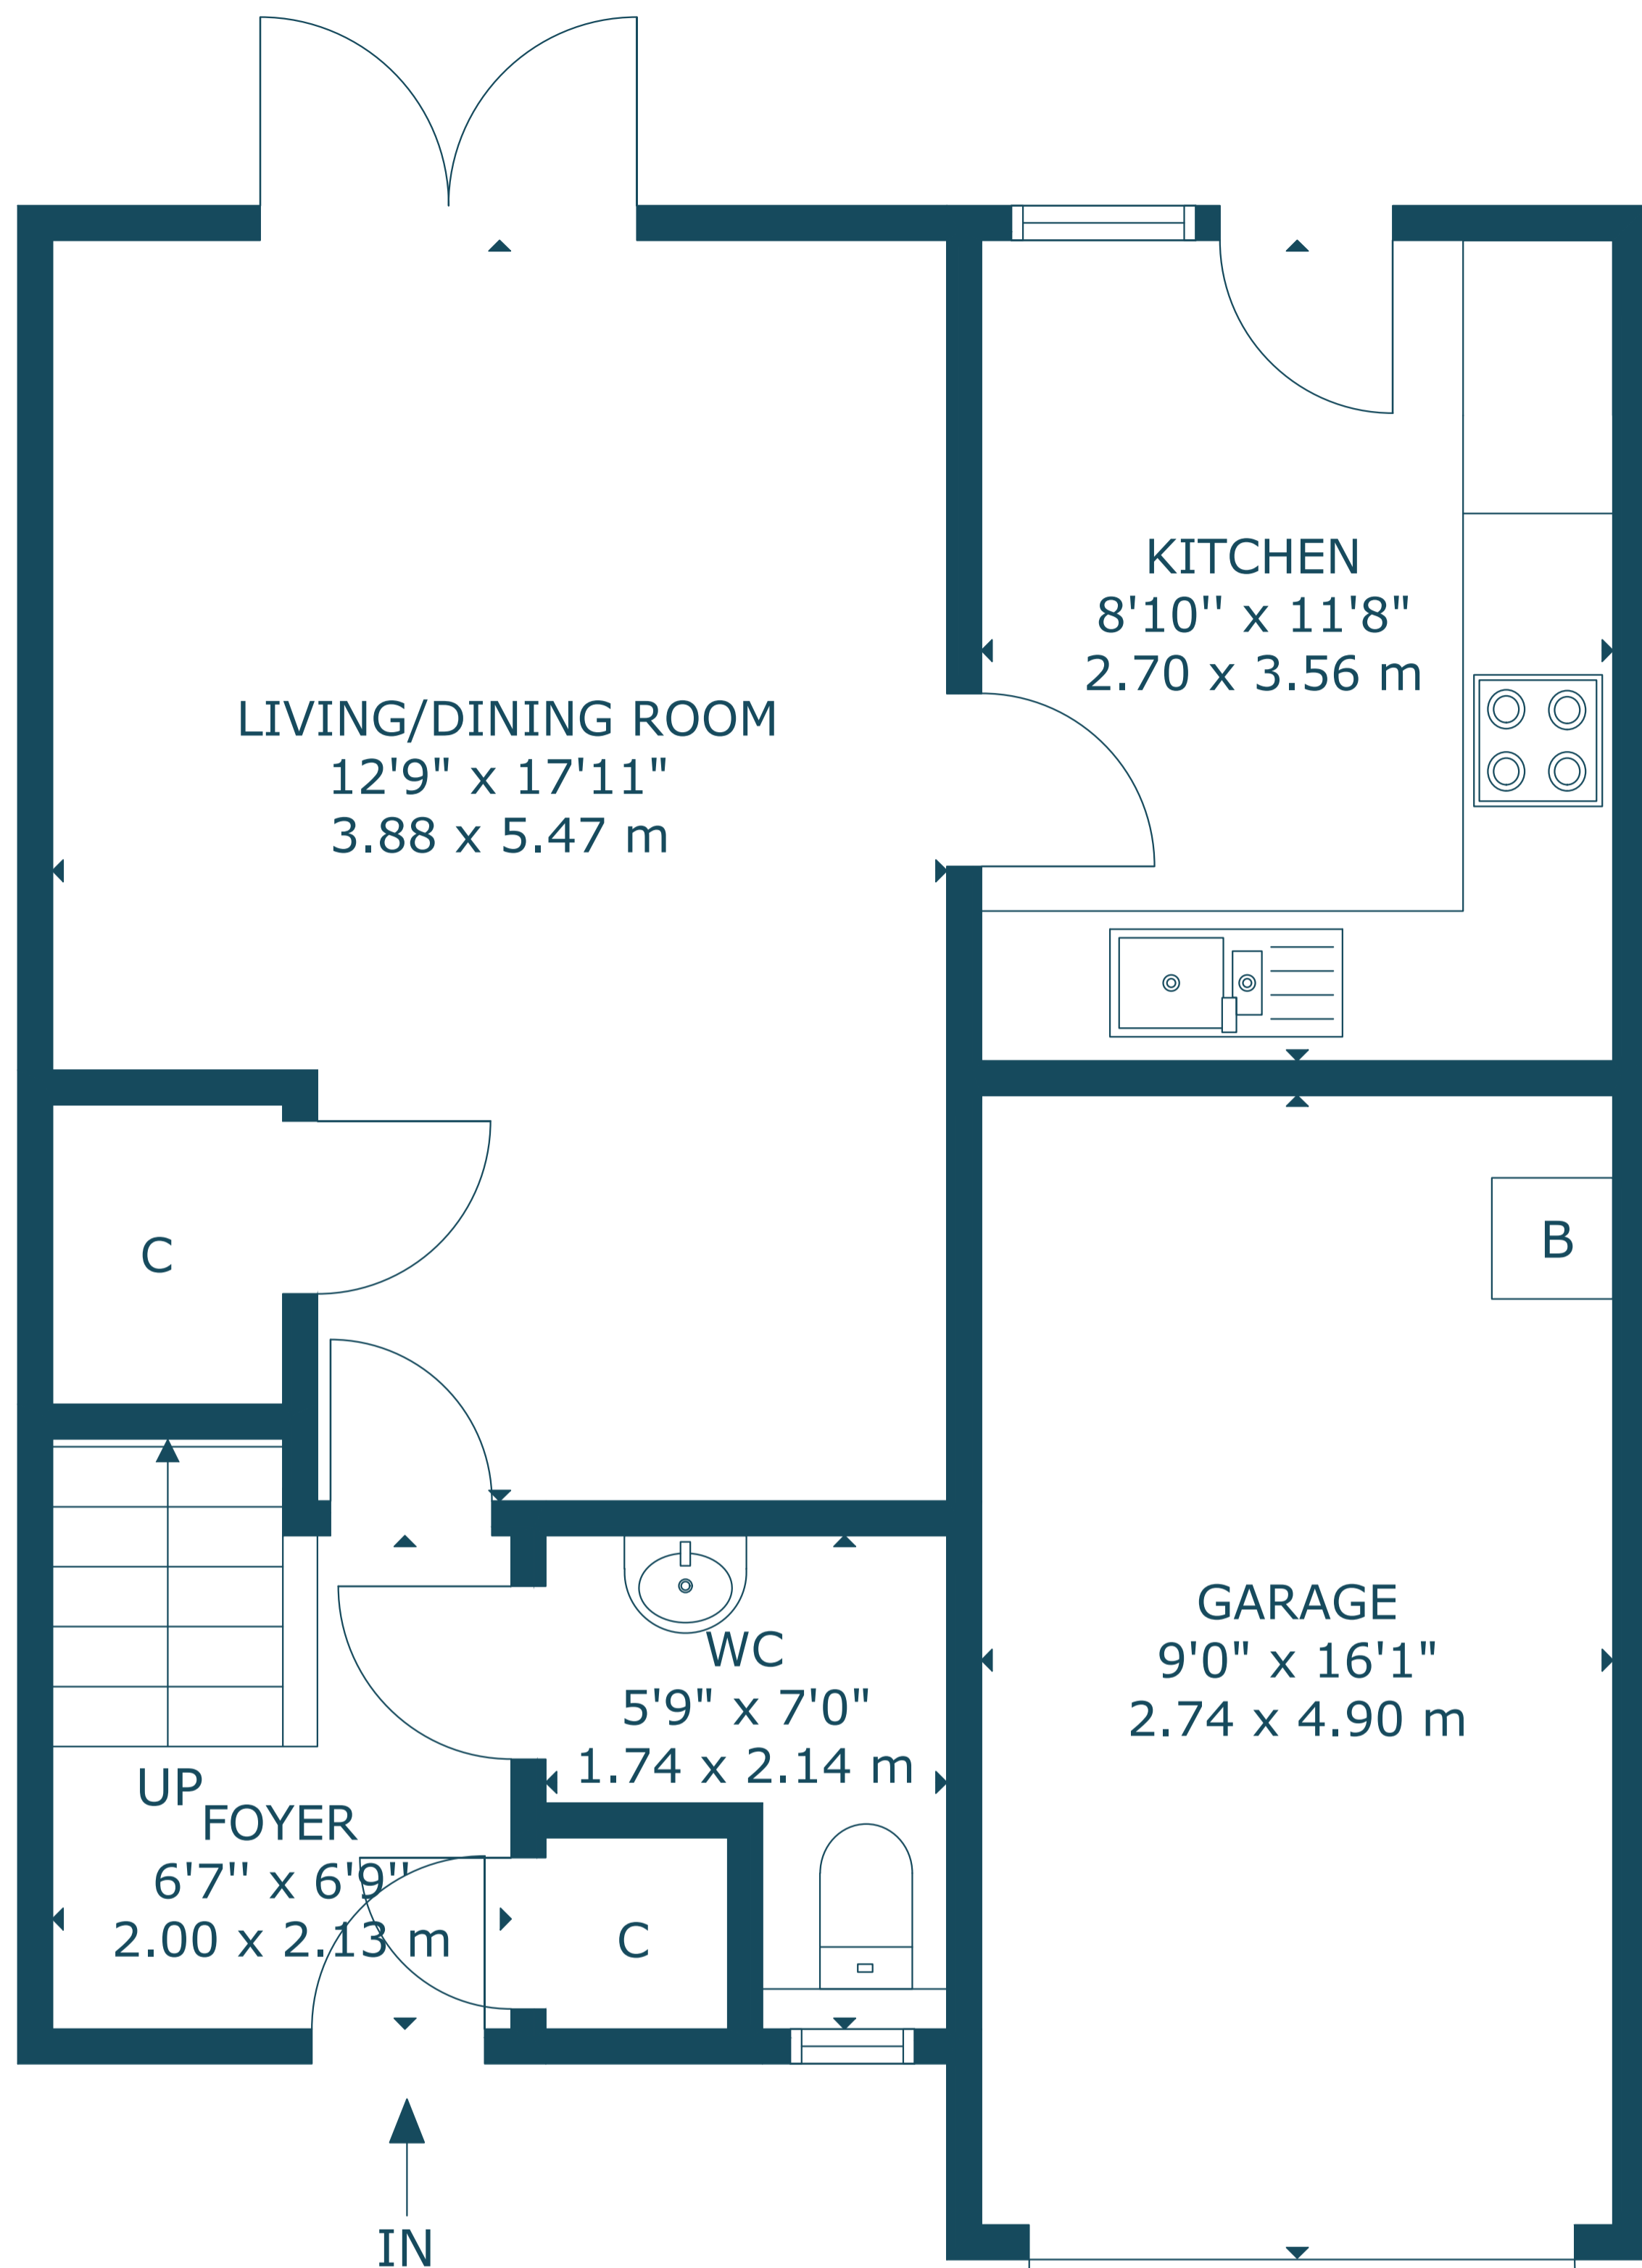 KITCHEN
8'10" x 11'8"
2.70 x 3.56 m
LIVING/DINING ROOM
12'9" x 17'11"
3.88 x 5.47 m
C
B
GARAGE
9'0" x 16'1"
2.74 x 4.90 m
WC
5'9" x 7'0"
1.74 x 2.14 m
UP
FOYER
6'7" x 6'9"
2.00 x 2.13 m
C
IN